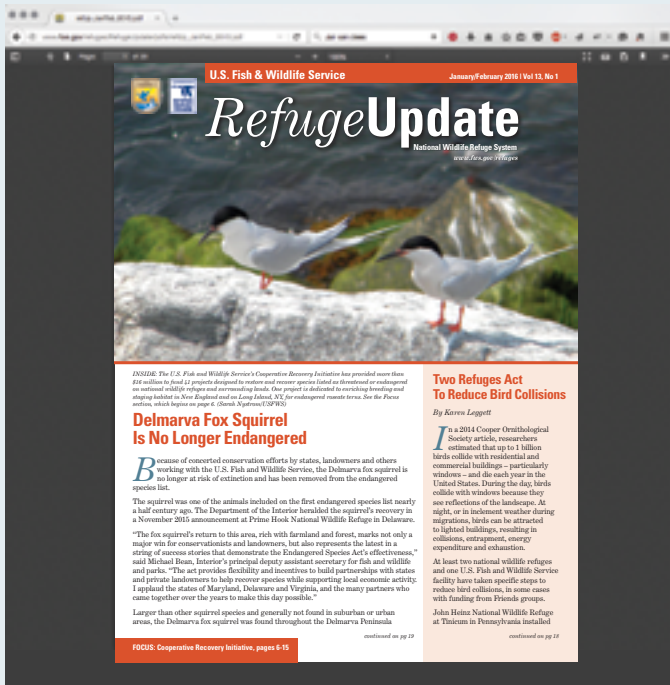 U.S. Fish & Wildlife Service
January/February 2016 | Vol 13, No 1
RefugeUpdate
National Wildlife Refuge System
www.fws.gov/refuges
INSIDE: The U.S. Fish and Wildlife Service's Cooperative Recovery Initiative has provided more than
$16 million to fund 41 projects designed to restore and recover species listed as threatened or endangered
on national wildlife refuges and surrounding lands. One project is dedicated to enriching breeding and
staging habitat in New England and on Long Island, NY, for endangered roseate terns. See the Focus
section, which begins on page 6. (Sarah Nystrom/USFWS)
Delmarva Fox Squirrel
Is No Longer Endangered
Because of concerted conservation efforts by states, landowners and others
working with the U.S. Fish and Wildlife Service, the Delmarva fox squirrel is
no longer at risk of extinction and has been removed from the endangered
species list.
The squirrel was one of the animals included on the first endangered species list nearly
a half century ago. The Department of the Interior heralded the squirrel's recovery in
a November 2015 announcement at Prime Hook National Wildlife Refuge in Delaware.
"The fox squirrel's return to this area, rich with farmland and forest, marks not only a
major win for conservationists and landowners, but also represents the latest in a
string of success stories that demonstrate the Endangered Species Act's effectiveness,"
said Michael Bean, Interior's principal deputy assistant secretary for fish and wildlife
and parks. "The act provides flexibility and incentives to build partnerships with states
and private landowners to help recover species while supporting local economic activity.
I applaud the states of Maryland, Delaware and Virginia, and the many partners who
came together over the years to make this day possible."
Larger than other squirrel species and generally not found in suburban or urban
areas, the Delmarva fox squirrel was found throughout the Delmarva Peninsula
continued on pg 19
FOCUS: Cooperative Recovery Initiative, pages 6-15
Two Refuges Act
To Reduce Bird Collisions
By Karen Leggett
In a 2014 Cooper Ornithological
Society article, researchers
estimated that up to 1 billion
birds collide with residential and
commercial buildings – particularly
windows – and die each year in the
United States. During the day, birds
collide with windows because they
see reflections of the landscape. At
night, or in inclement weather during
migrations, birds can be attracted
to lighted buildings, resulting in
collisions, entrapment, energy
expenditure and exhaustion.
At least two national wildlife refuges
and one U.S. Fish and Wildlife Service
facility have taken specific steps to
reduce bird collisions, in some cases
with funding from Friends groups.
John Heinz National Wildlife Refuge
at Tinicum in Pennsylvania installed
continued on pg 18